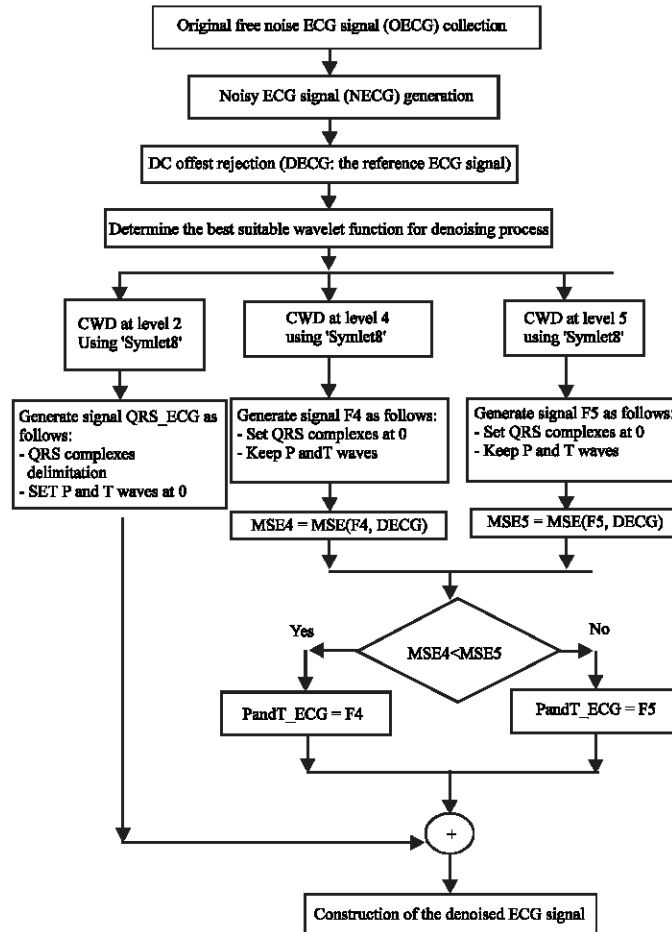 Original free noise ECG signal (OECG) collection
Noisy ECG signal (NECG) generation
DC offest rejection (DECG: the reference ECG signal)
Determine the best suitable wavelet function for denoising process
CWD at level 2
Using 'Symlet8'
CWD at level 4
using 'Symlet8'
CWD at level 5
using 'Symlet8'
Generate signal QRS_ECG as
follows:
- QRS complexes
delimitation
- SET P and T waves at 0
Generate signal F4 as follows:
- Set QRS complexes at 0
- Keep P andT waves
Generate signal F5 as follows:
- Set QRS complexes at 0
- Keep P and T waves
MSE4 = MSE(F4, DECG)
MSE5 = MSE(F5, DECG)
Yes
MSE4<MSE5
No
PandT_ECG = F4
PandT_ECG = F5
+
Construction of the denoised ECG signal